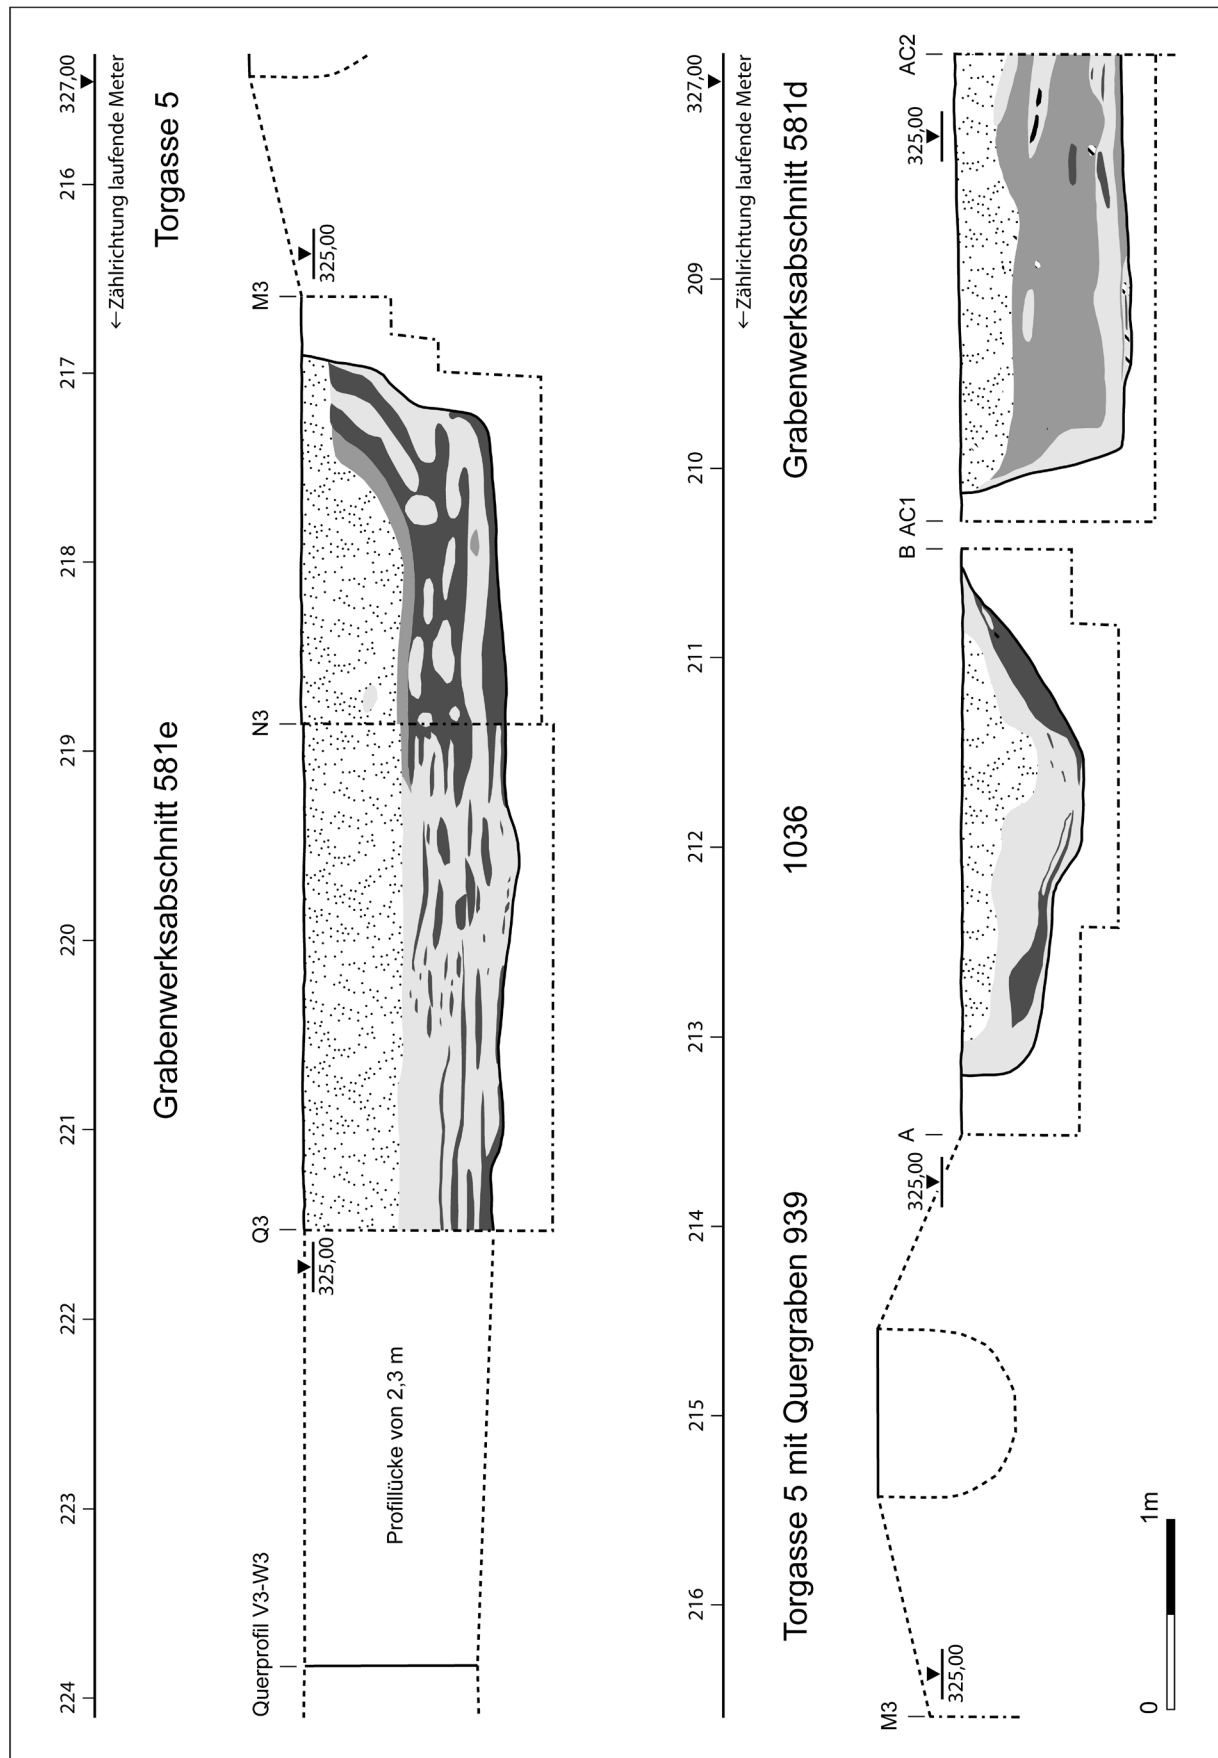 224 223 222 221 220 219 218 217 216 327,00
←Zählrichtung laufende Meter
Grabenwerksabschnitt 581e
Torgasse 5
Querprofil V3-W3
Q3
N3
M3
325,00
325,00
Profillücke von 2,3 m
216 215 214 213 212 211 210 209 327,00
←Zählrichtung laufende Meter
Torgasse 5 mit Quergraben 939
1036
Grabenwerksabschnitt 581d
M3
A
B
AC1
AC2
325,00
325,00
325,00
0 1m